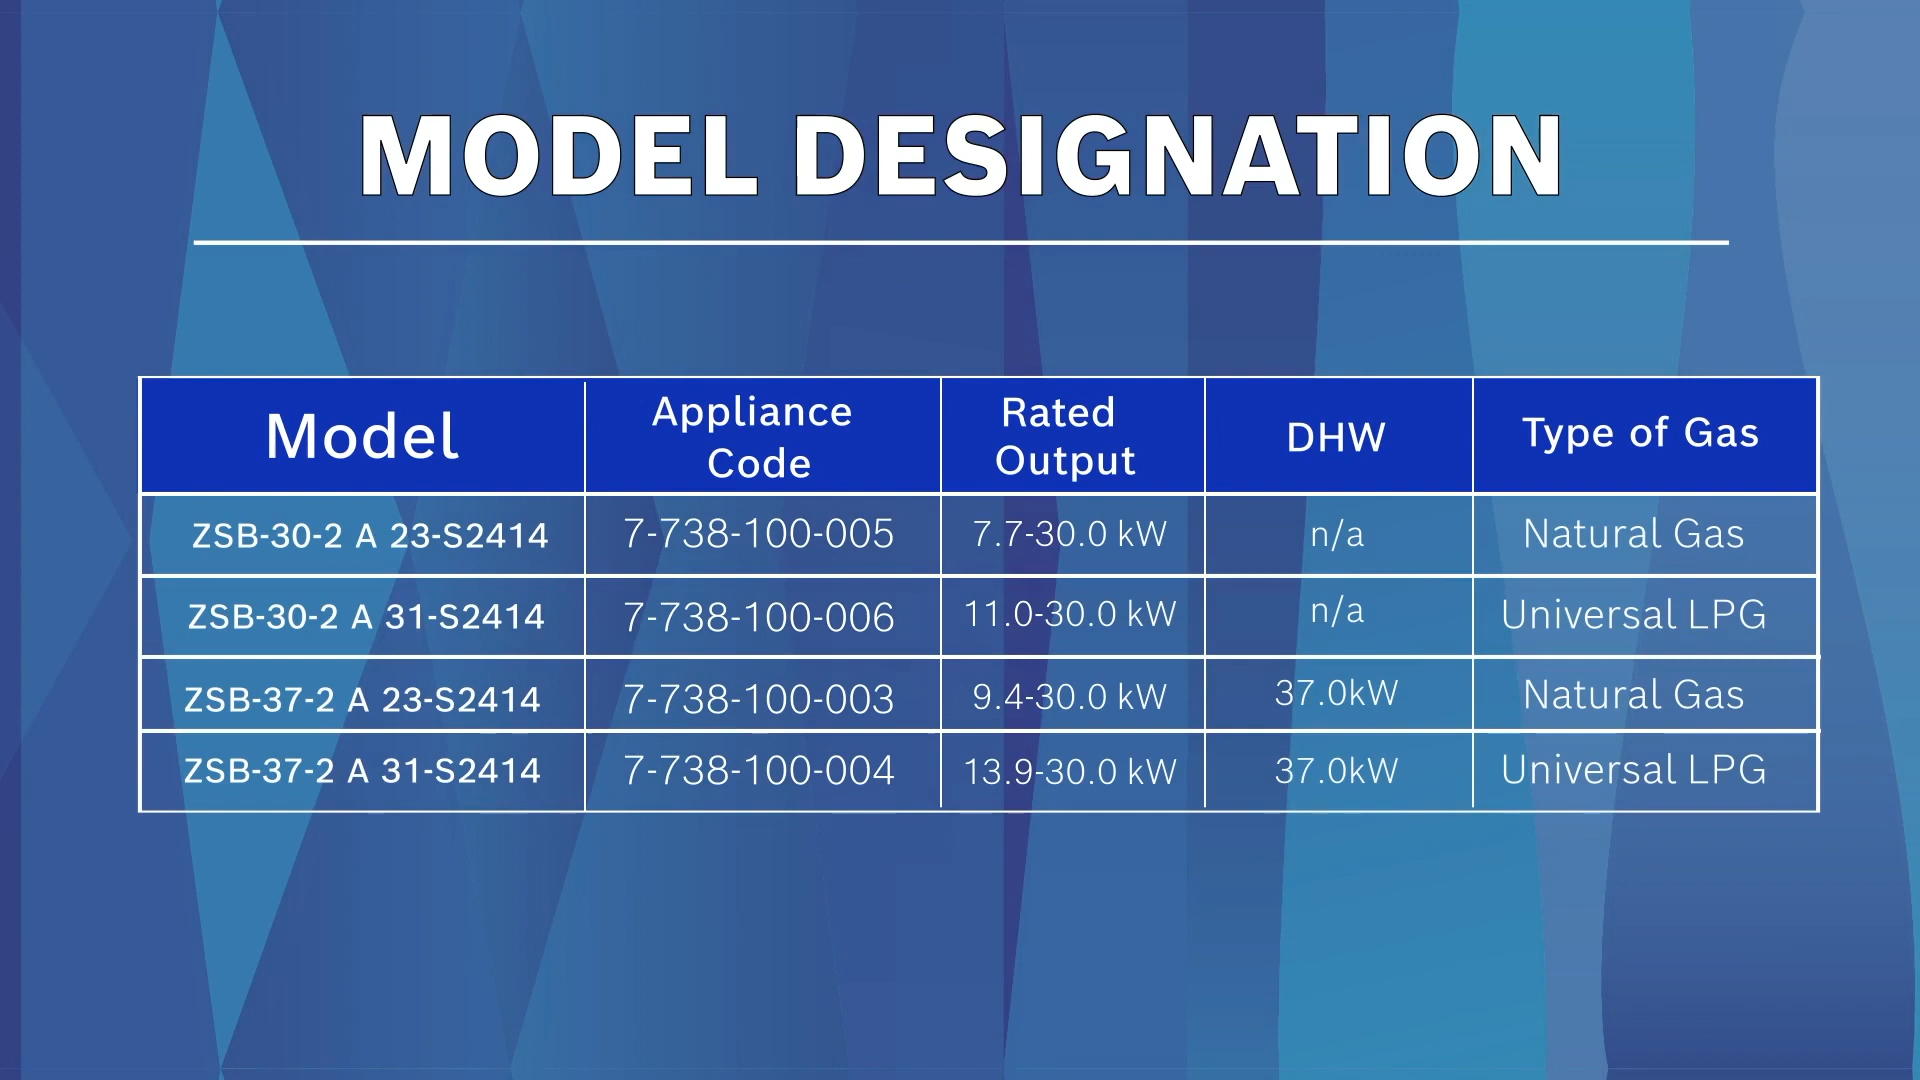 MODEL DESIGNATION
Model
Appliance
Code
Rated
Output
DHW
Type of Gas
ZSB-30-2 A 23-S2414 7-738-100-005 7.7-30.0 kW n/a Natural Gas
ZSB-30-2 A 31-S2414 7-738-100-006 11.0-30.0 kW n/a Universal LPG
ZSB-37-2 A 23-S2414 7-738-100-003 9.4-30.0 kW 37.0kW Natural Gas
ZSB-37-2 A 31-S2414 7-738-100-004 13.9-30.0 kW 37.0kW Universal LPG